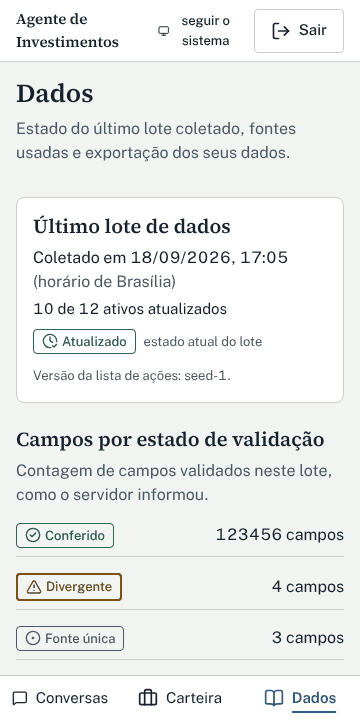 Agente de
Investimentos
seguir o
sistema
Sair
Dados
Estado do último lote coletado, fontes
usadas e exportação dos seus dados.
Último lote de dados
Coletado em 18/09/2026, 17:05
(horário de Brasília)
10 de 12 ativos atualizados
Atualizado estado atual do lote
Versão da lista de ações: seed-1.
Campos por estado de validação
Contagem de campos validados neste lote,
como o servidor informou.
Conferido 123456 campos
Divergente 4 campos
Fonte única 3 campos
Conversas Carteira Dados